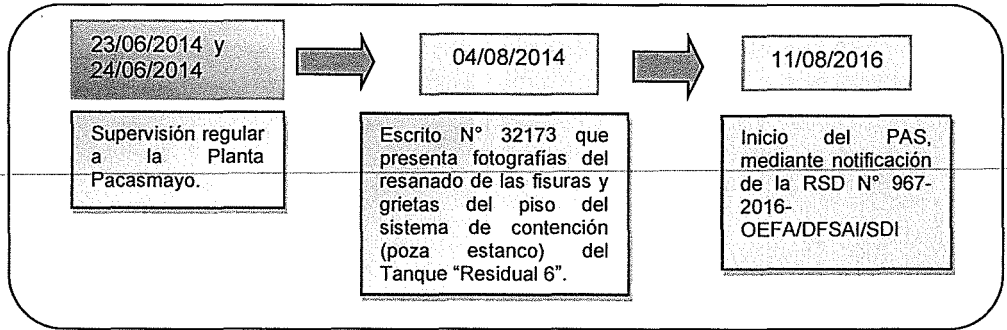 23/06/2014 y
24/06/2014
04/08/2014
11/08/2016
Supervisión regular
a la Planta
Pacasmayo.
Escrito N° 32173 que
presenta fotografías del
resanado de las fisuras y
grietas del piso del
sistema de contención
(poza estanco) del
Tanque "Residual 6".
Inicio del PAS,
mediante notificación
de la RSD N° 967-
2016-
OEFA/DFSAI/SDI